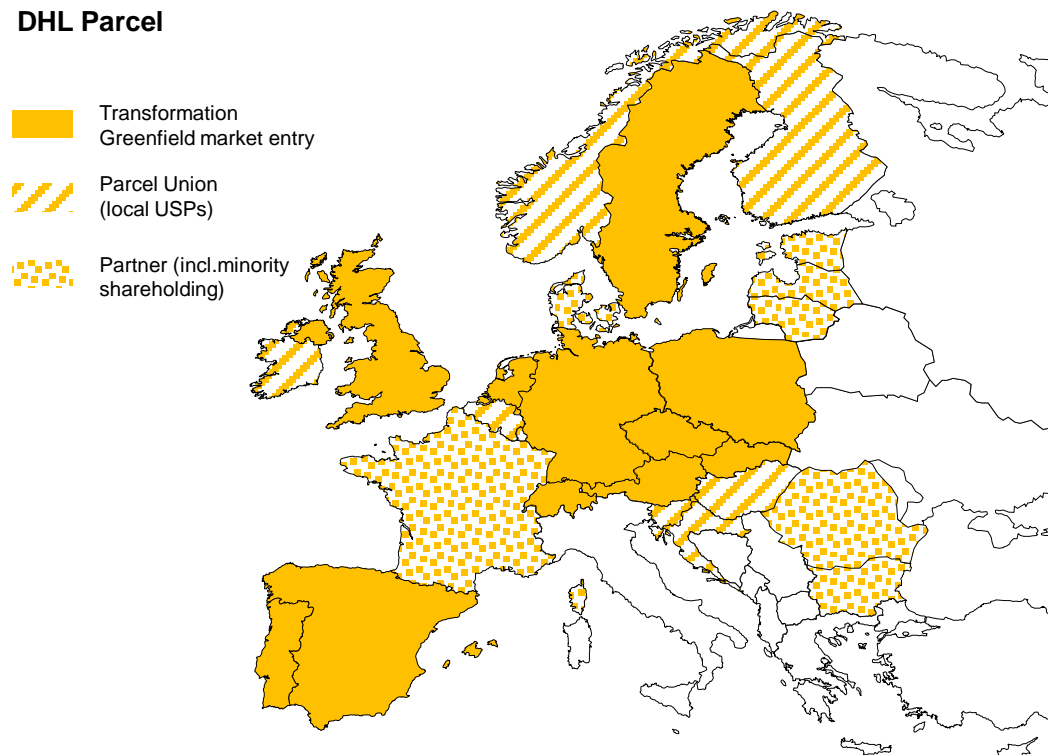 DHL Parcel
Transformation
Greenfield market entry
Parcel Union
(local USPs)
Partner (incl.minority
shareholding)